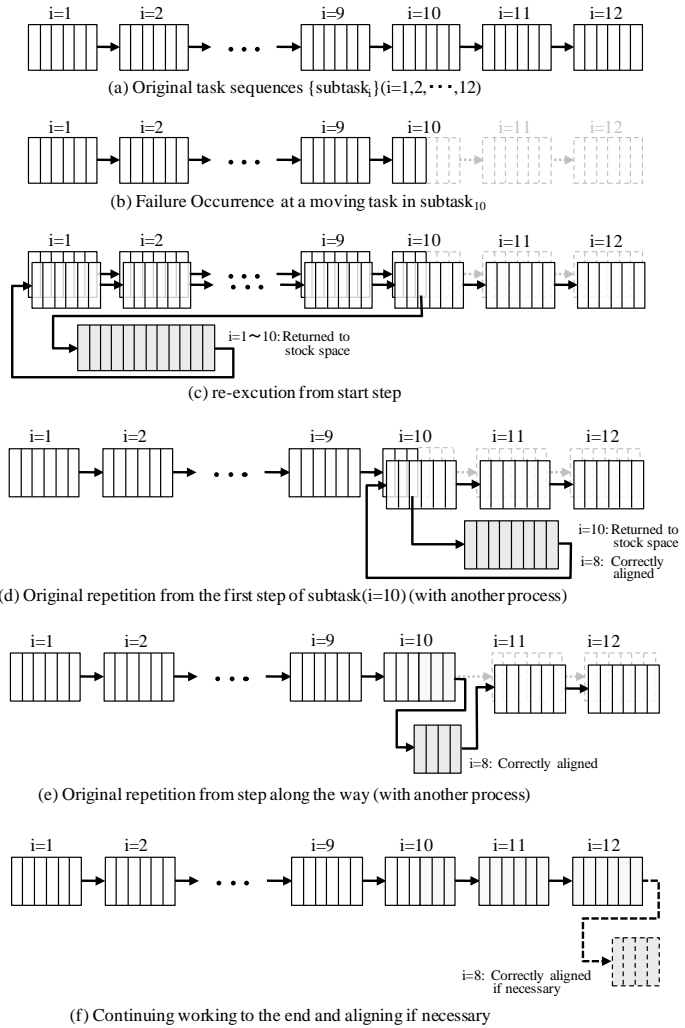 i=1 i=2 i=9 i=10 i=11 i=12
(a) Original task sequences {subtaskᵢ}(i=1,2,･･･,12)
i=1 i=2 i=9 i=10 i=11 i=12
(b) Failure Occurrence at a moving task in subtask₁₀
i=1 i=2 i=9 i=10 i=11 i=12
i=1～10: Returned to
stock space
(c) re-excution from start step
i=1 i=2 i=9 i=10 i=11 i=12
i=10: Returned to
stock space
i=8: Correctly
aligned
(d) Original repetition from the first step of subtask(i=10) (with another process)
i=1 i=2 i=9 i=10 i=11 i=12
i=8: Correctly aligned
(e) Original repetition from step along the way (with another process)
i=1 i=2 i=9 i=10 i=11 i=12
i=8: Correctly aligned
if necessary
(f) Continuing working to the end and aligning if necessary